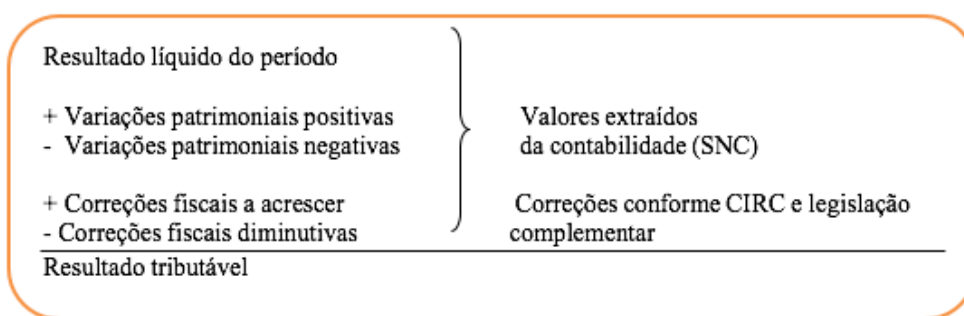 Resultado líquido do período
+ Variações patrimoniais positivas
- Variações patrimoniais negativas
Valores extraídos
da contabilidade (SNC)
+ Correções fiscais a acrescer
- Correções fiscais diminutivas
Correções conforme CIRC e legislação
complementar
Resultado tributável